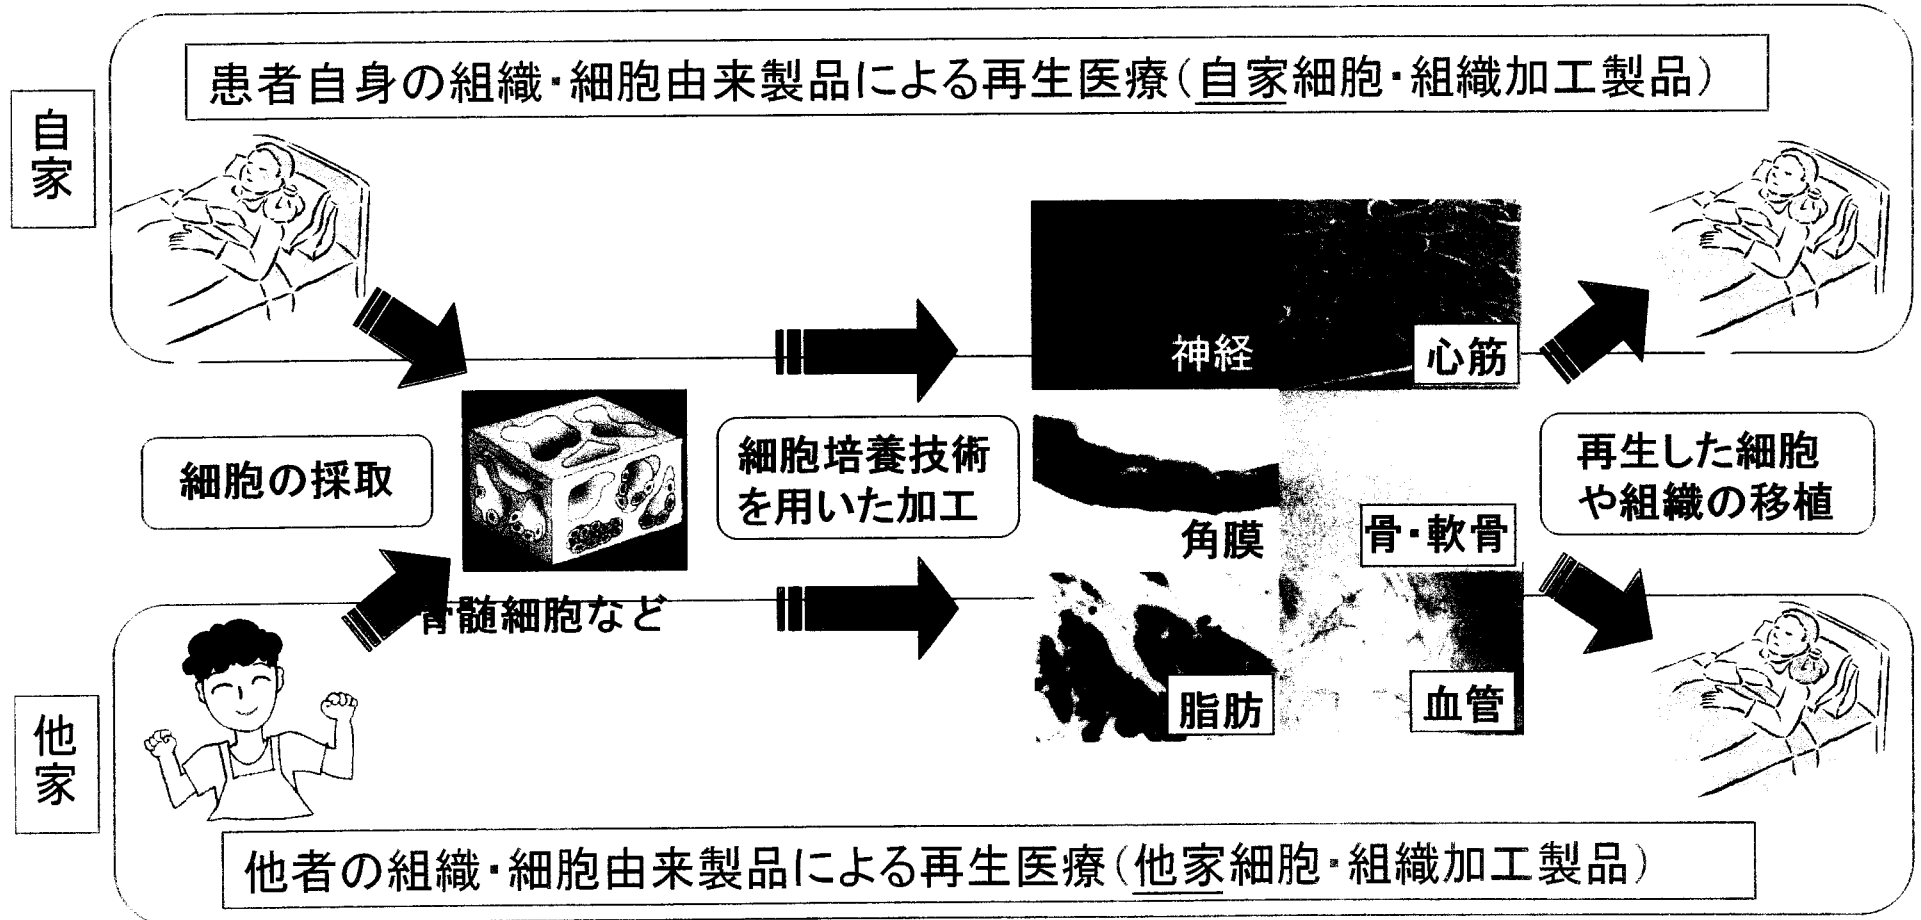 患者自身の組織・細胞由来製品による再生医療(自家細胞・組織加工製品)
自家
神経
心筋
細胞の採取
細胞培養技術
を用いた加工
再生した細胞
や組織の移植
角膜
骨・軟骨
骨髄細胞など
脂肪
血管
他家
他者の組織・細胞由来製品による再生医療(他家細胞・組織加工製品)